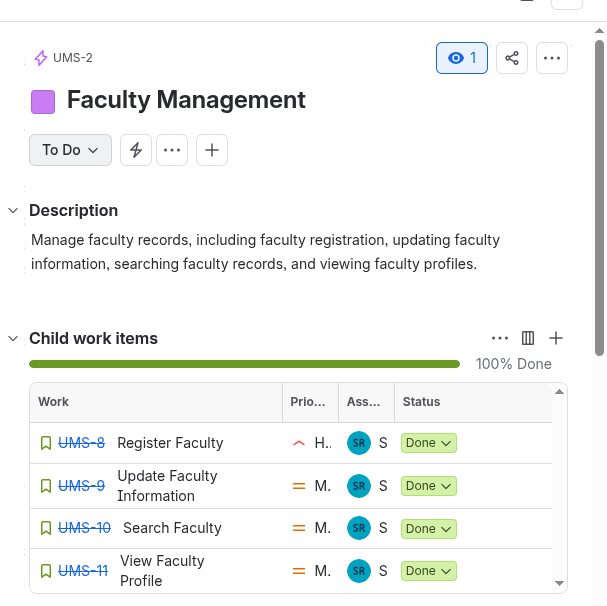 UMS-2
1
Faculty Management
To Do
Description
Manage faculty records, including faculty registration, updating faculty
information, searching faculty records, and viewing faculty profiles.
Child work items
100% Done
Work Prio... Ass... Status
UMS-8 Register Faculty H.. SR S Done
UMS-9 Update Faculty
Information M. SR S Done
UMS-10 Search Faculty M. SR S Done
UMS-11 View Faculty
Profile M. SR S Done